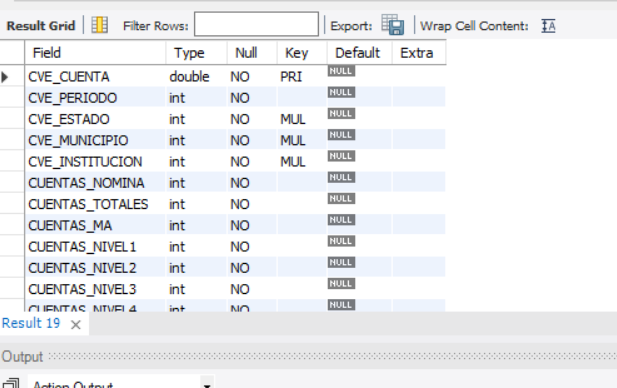 Result Grid Filter Rows: Export: Wrap Cell Content:
Field Type Null Key Default Extra
CVE_CUENTA double NO PRI NULL
CVE_PERIODO int NO NULL
CVE_ESTADO int NO MUL NULL
CVE_MUNICIPIO int NO MUL NULL
CVE_INSTITUCION int NO MUL NULL
CUENTAS_NOMINA int NO NULL
CUENTAS_TOTALES int NO NULL
CUENTAS_MA int NO NULL
CUENTAS_NIVEL1 int NO NULL
CUENTAS_NIVEL2 int NO NULL
CUENTAS_NIVEL3 int NO NULL
CUENTAS_NIVEL4 int NO NULL
Result 19 ×
Output
Action Output